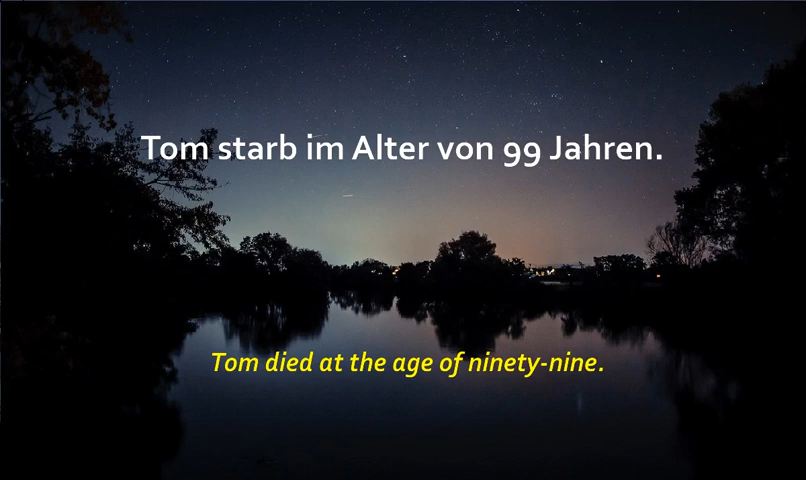 Tom starb im Alter von 99 Jahren.
Tom died at the age of ninety-nine.